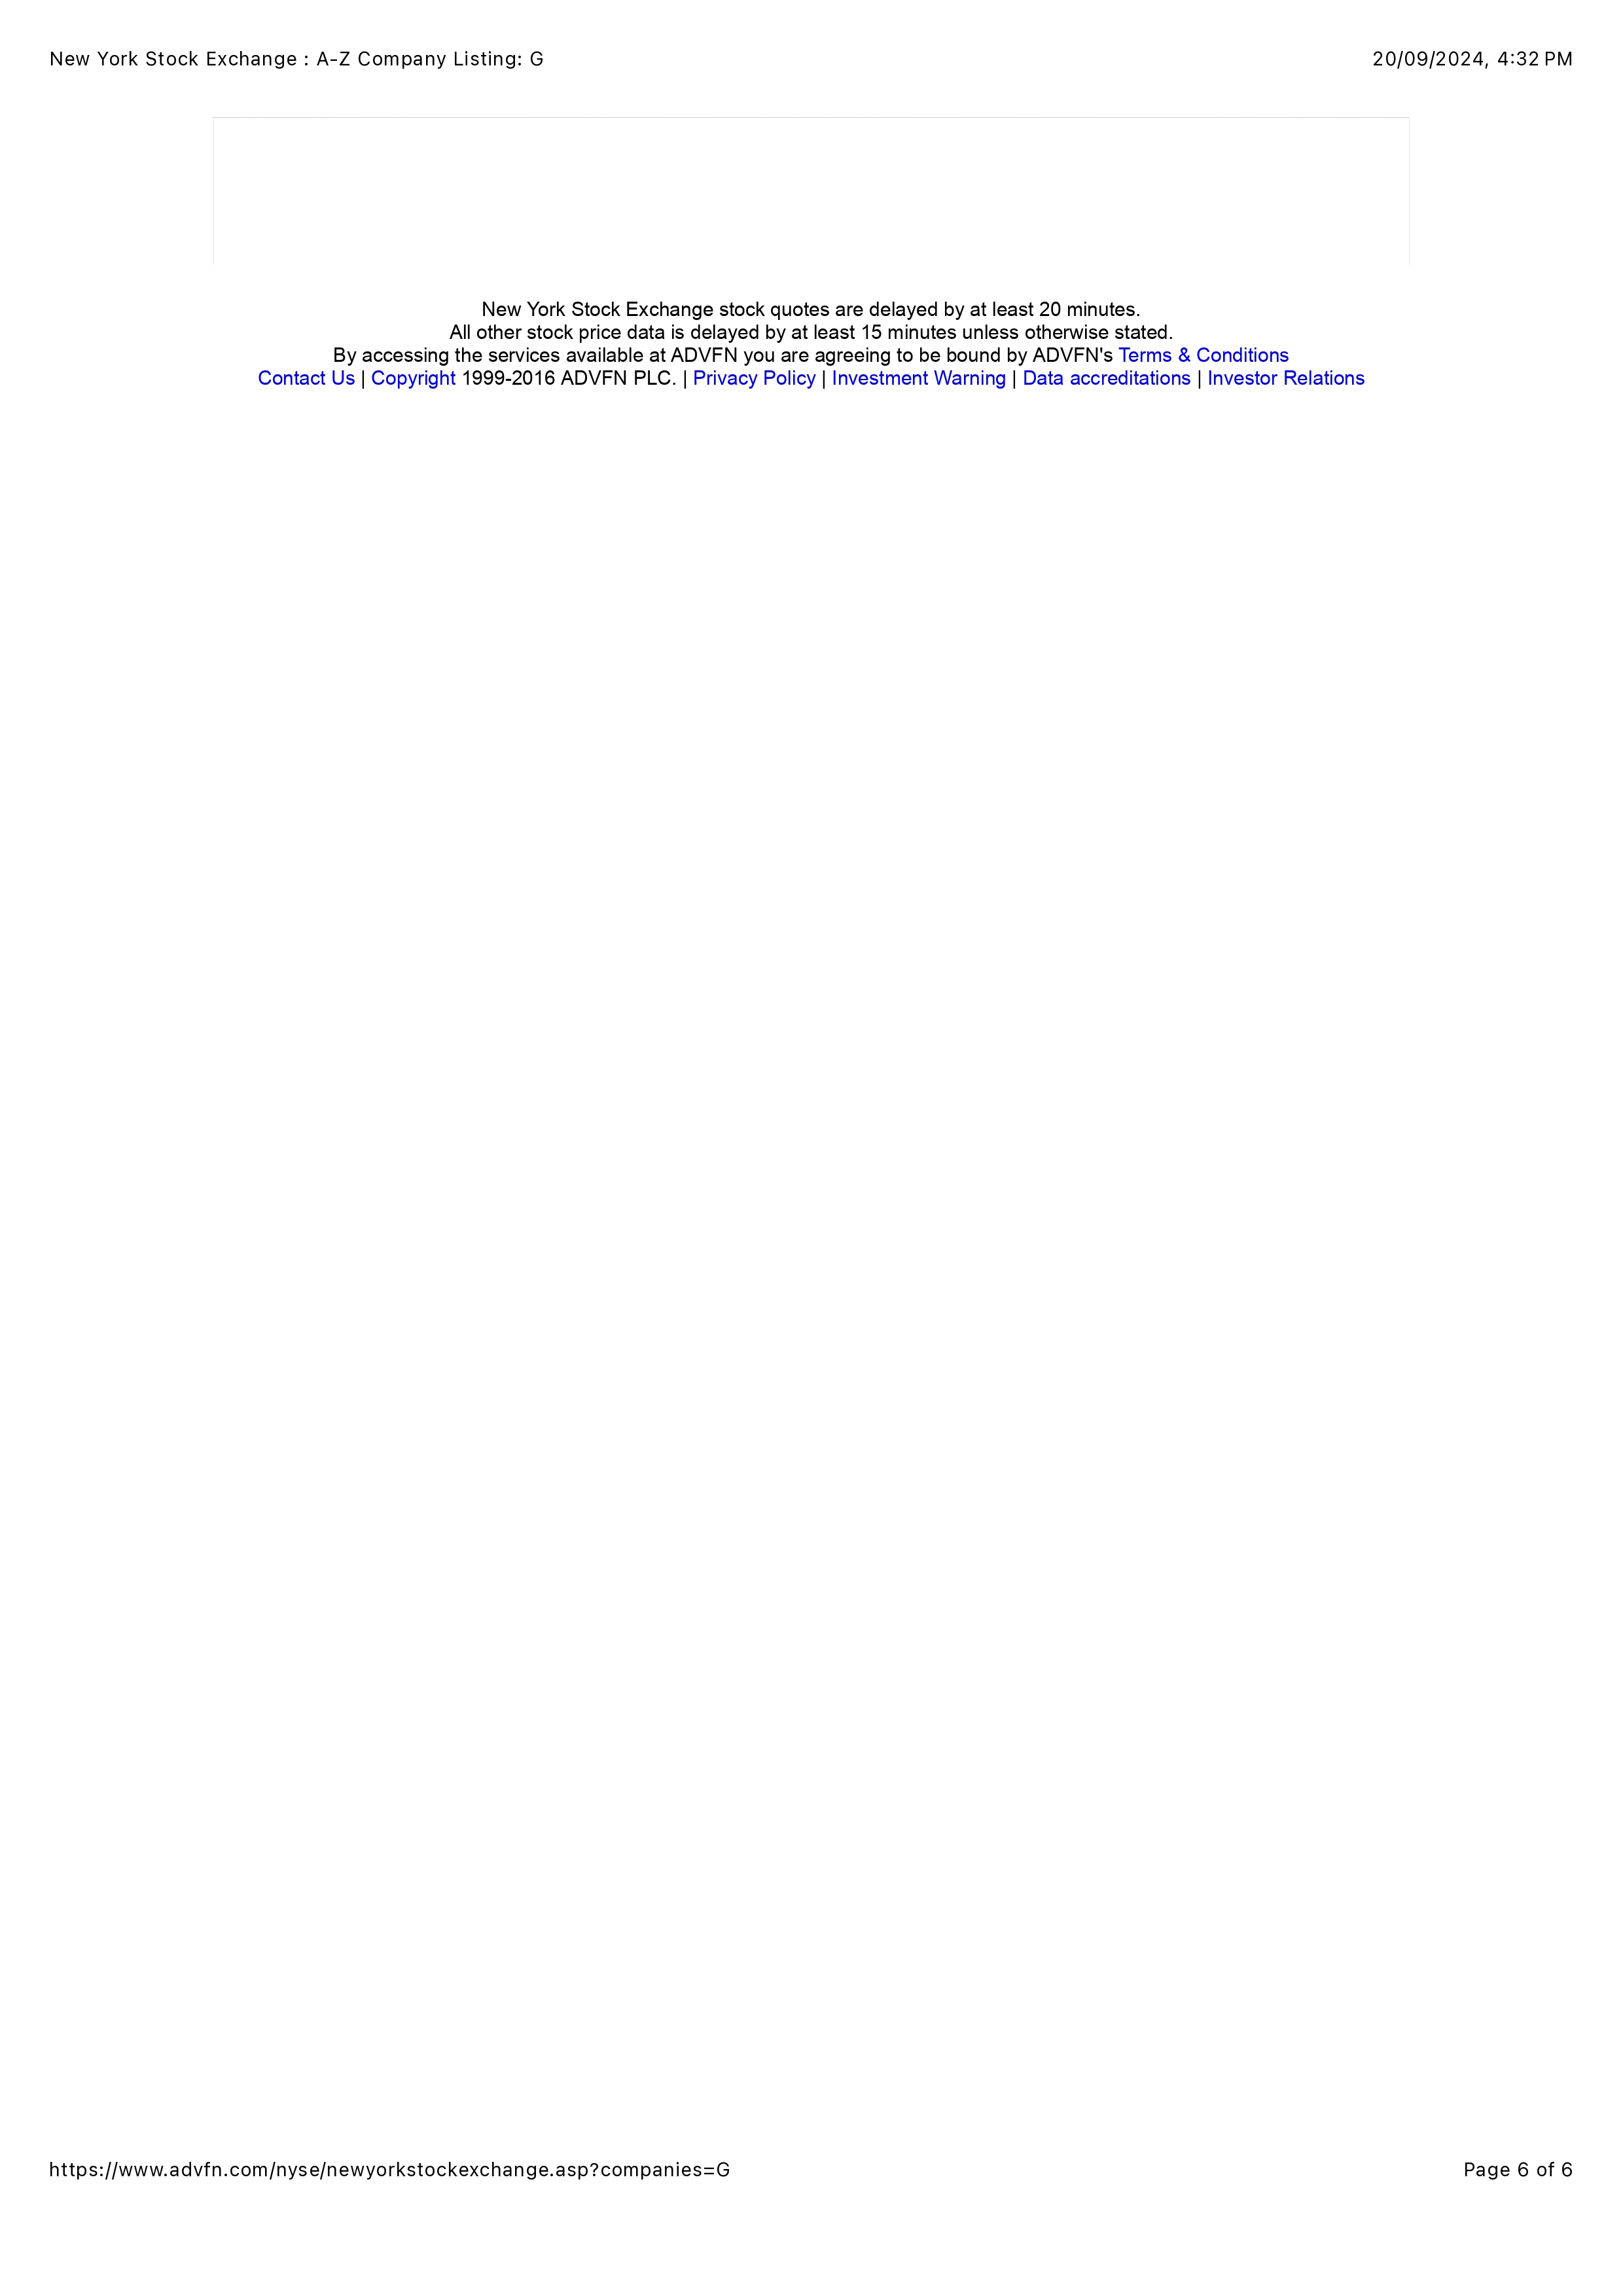 New York Stock Exchange : A-Z Company Listing: G
20/09/2024, 4:32 PM
New York Stock Exchange stock quotes are delayed by at least 20 minutes.
All other stock price data is delayed by at least 15 minutes unless otherwise stated.
By accessing the services available at ADVFN you are agreeing to be bound by ADVFN's Terms & Conditions
Contact Us | Copyright 1999-2016 ADVFN PLC. | Privacy Policy | Investment Warning | Data accreditations | Investor Relations
https://www.advfn.com/nyse/newyorkstockexchange.asp?companies=G
Page 6 of 6